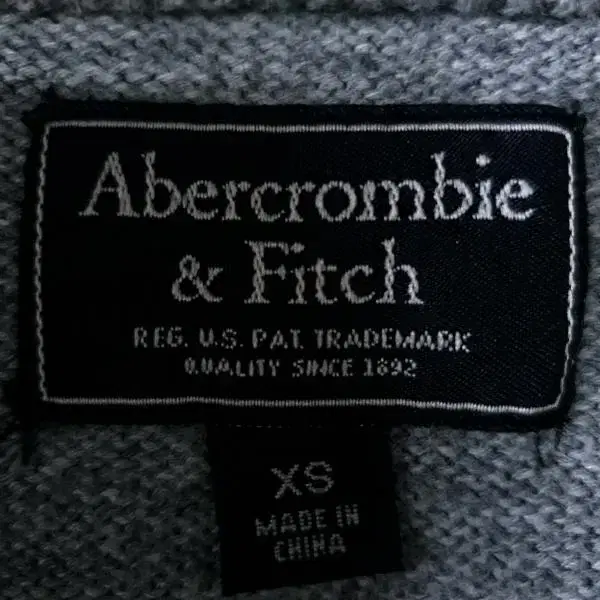 Abercrombie
& Fitch
REG. U.S. PAT. TRADEMARK
QUALITY SINCE 1892
XS
MADE IN
CHINA